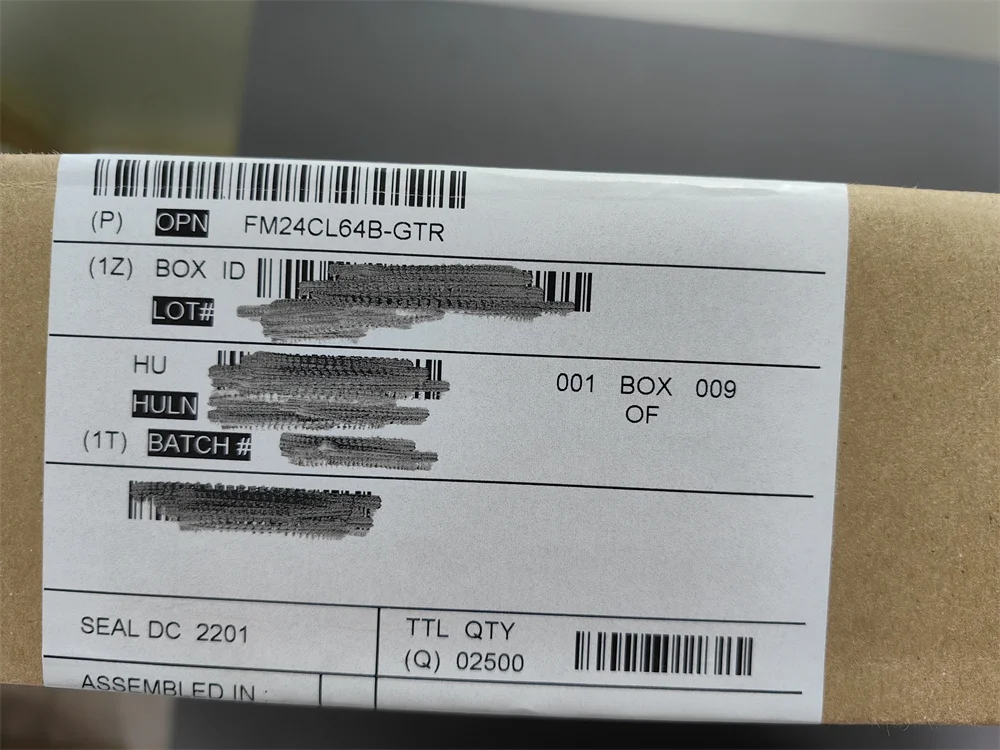 (P) OPN FM24CL64B-GTR
(1Z) BOX ID
LOT#
HU
001 BOX 009
HULN
OF
(1T) BATCH #
SEAL DC 2201
TTL QTY
(Q) 02500
ASSEMBLED IN :